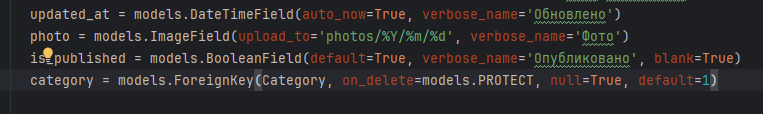 updated_at = models.DateTimeField(auto_now=True, verbose_name='Обновлено')
photo = models.ImageField(upload_to='photos/%Y/%m/%d', verbose_name='Фото')
is_published = models.BooleanField(default=True, verbose_name='Опубликовано', blank=True)
category = models.ForeignKey(Category, on_delete=models.PROTECT, null=True, default=1)